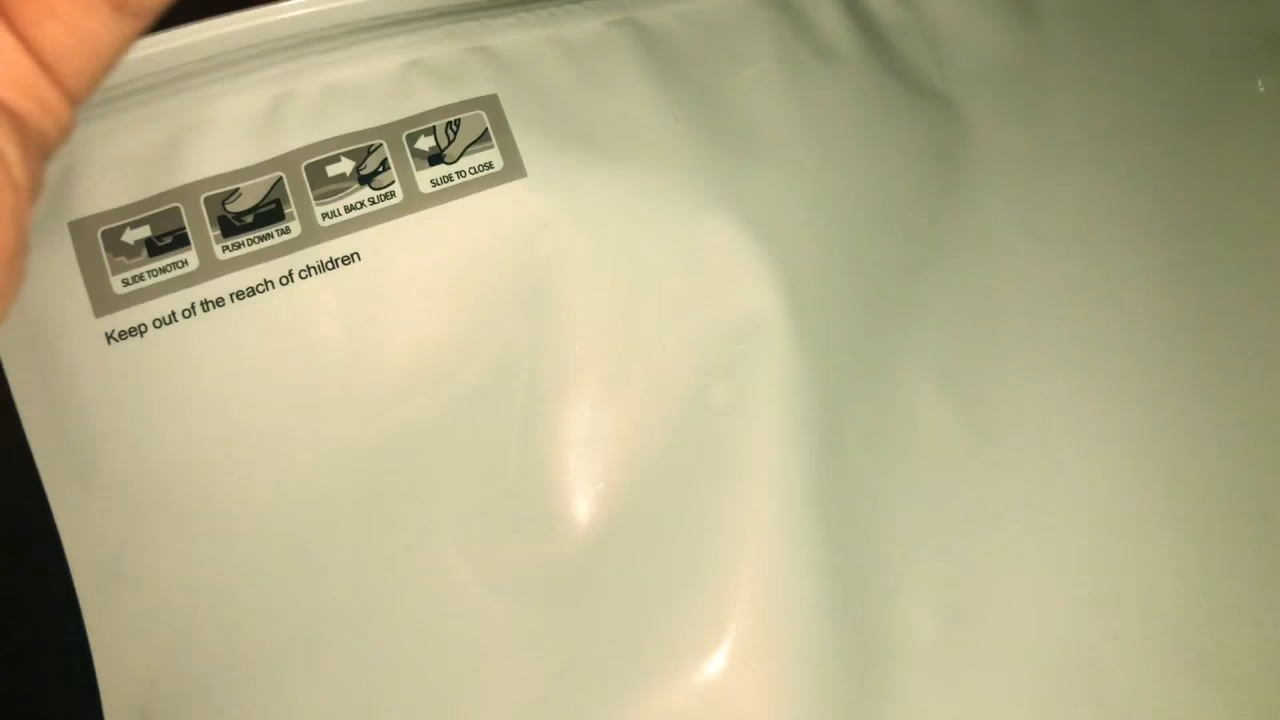 SLIDE TO NOTCH
PUSH DOWN TAB
PULL BACK SLIDER
SLIDE TO CLOSE
Keep out of the reach of children